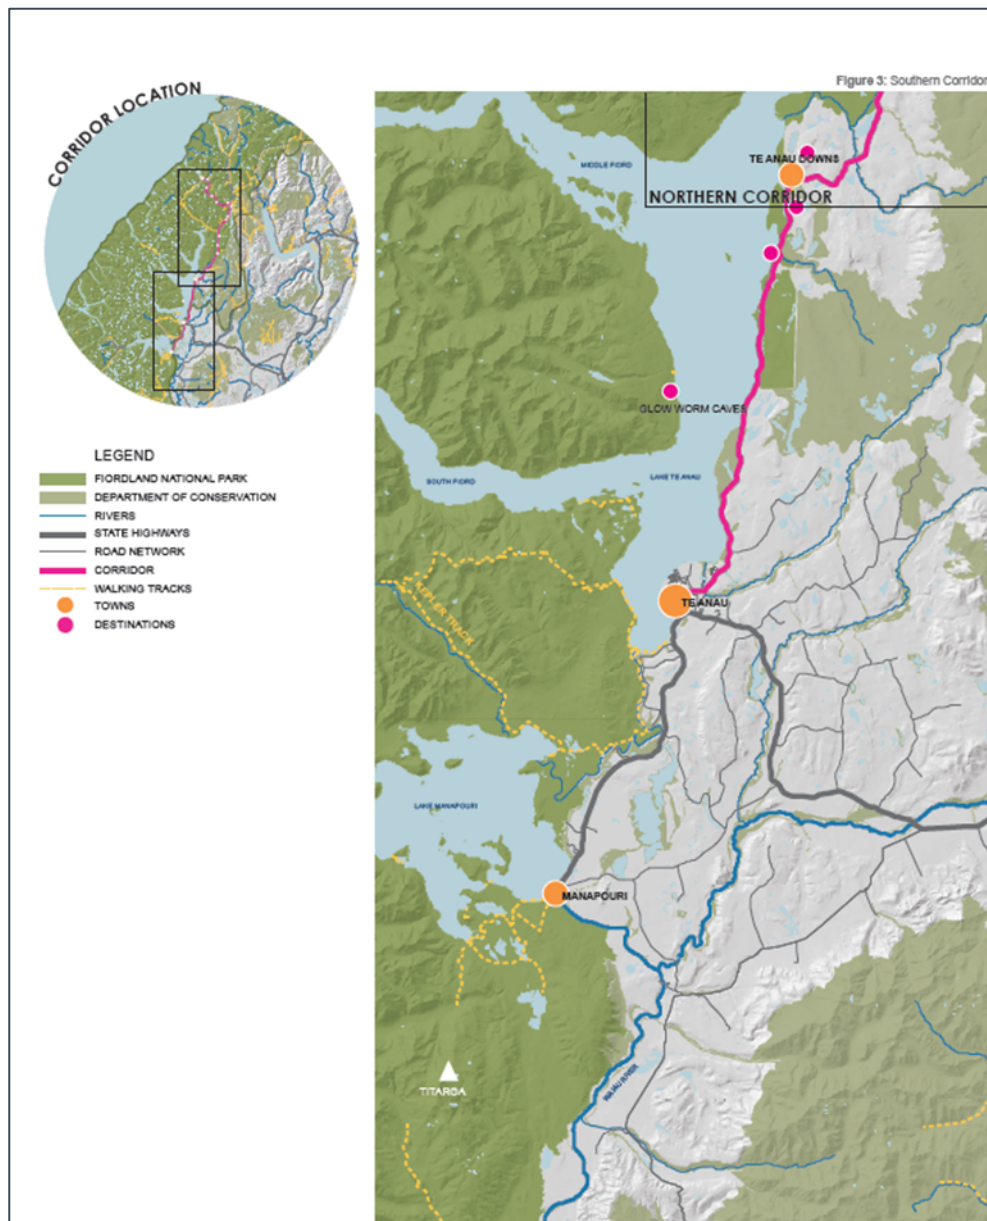 Figure 3: Southern Corridor
CORRIDOR LOCATION
MIDDLE FIORD
TE ANAU DOWNS
NORTHERN CORRIDOR
GLOW WORM CAVES
LEGEND
FIORDLAND NATIONAL PARK
DEPARTMENT OF CONSERVATION
RIVERS
STATE HIGHWAYS
ROAD NETWORK
CORRIDOR
WALKING TRACKS
TOWNS
DESTINATIONS
SOUTH FIORD
LAKE TE ANAU
TE ANAU
KEPLER TRACK
LAKE MANAPOURI
MANAPOURI
TITAROA
WAIAU RIVER